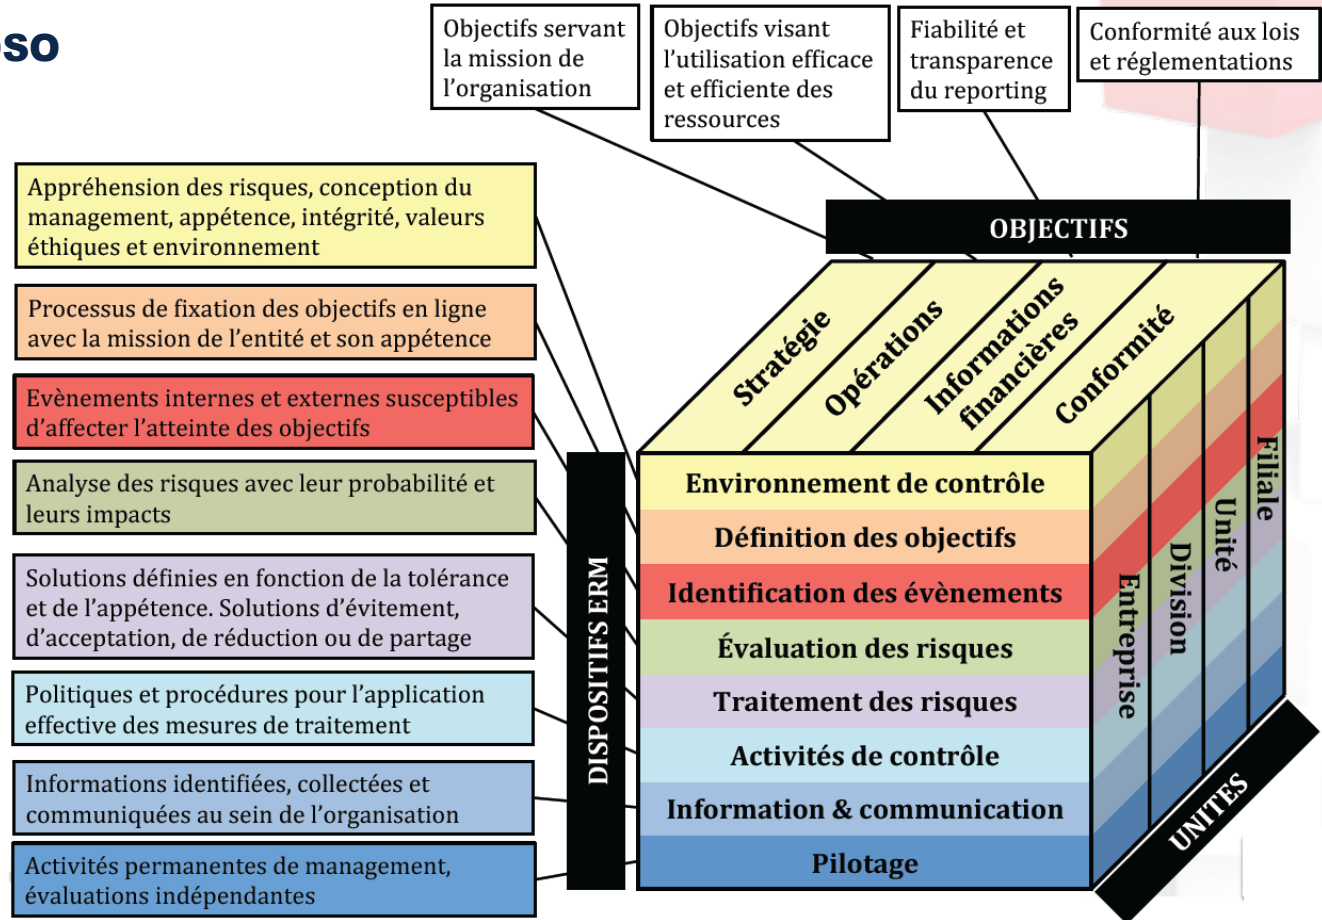 oso
Objectifs servant
la mission de
l’organisation
Objectifs visant
l’utilisation efficace
et efficiente des
ressources
Fiabilité et
transparence
du reporting
Conformité aux lois
et réglementations
Appréhension des risques, conception du
management, appétence, intégrité, valeurs
éthiques et environnement
Processus de fixation des objectifs en ligne
avec la mission de l’entité et son appétence
Evènements internes et externes susceptibles
d’affecter l’atteinte des objectifs
Analyse des risques avec leur probabilité et
leurs impacts
Solutions définies en fonction de la tolérance
et de l’appétence. Solutions d’évitement,
d’acceptation, de réduction ou de partage
Politiques et procédures pour l’application
effective des mesures de traitement
Informations identifiées, collectées et
communiquées au sein de l’organisation
Activités permanentes de management,
évaluations indépendantes
DISPOSITIFS ERM
OBJECTIFS
Stratégie
Opérations
Informations
financières
Conformité
Environnement de contrôle
Définition des objectifs
Identification des évènements
Évaluation des risques
Traitement des risques
Activités de contrôle
Information & communication
Pilotage
Entreprise
Division
Unité
Filiale
UNITES